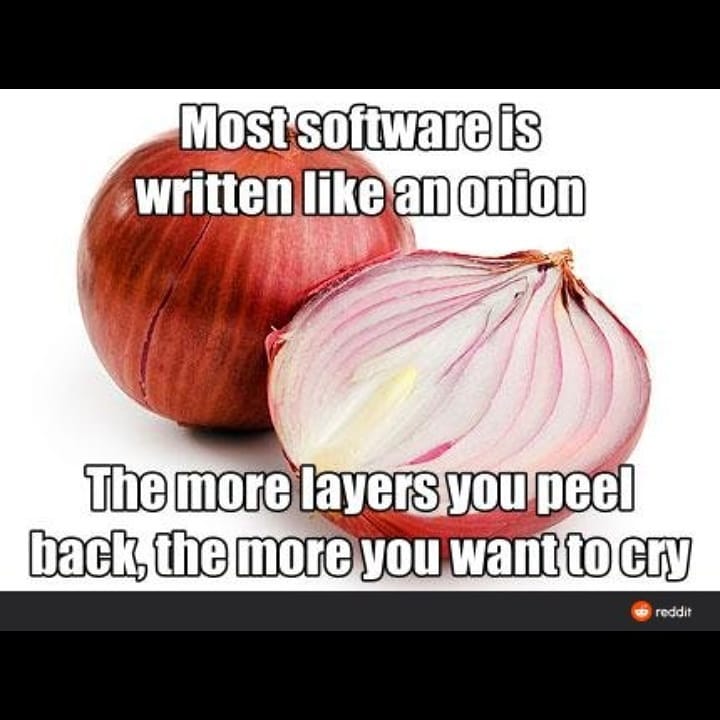 Most software is
written like an onion
The more layers you peel
back, the more you want to cry
reddit